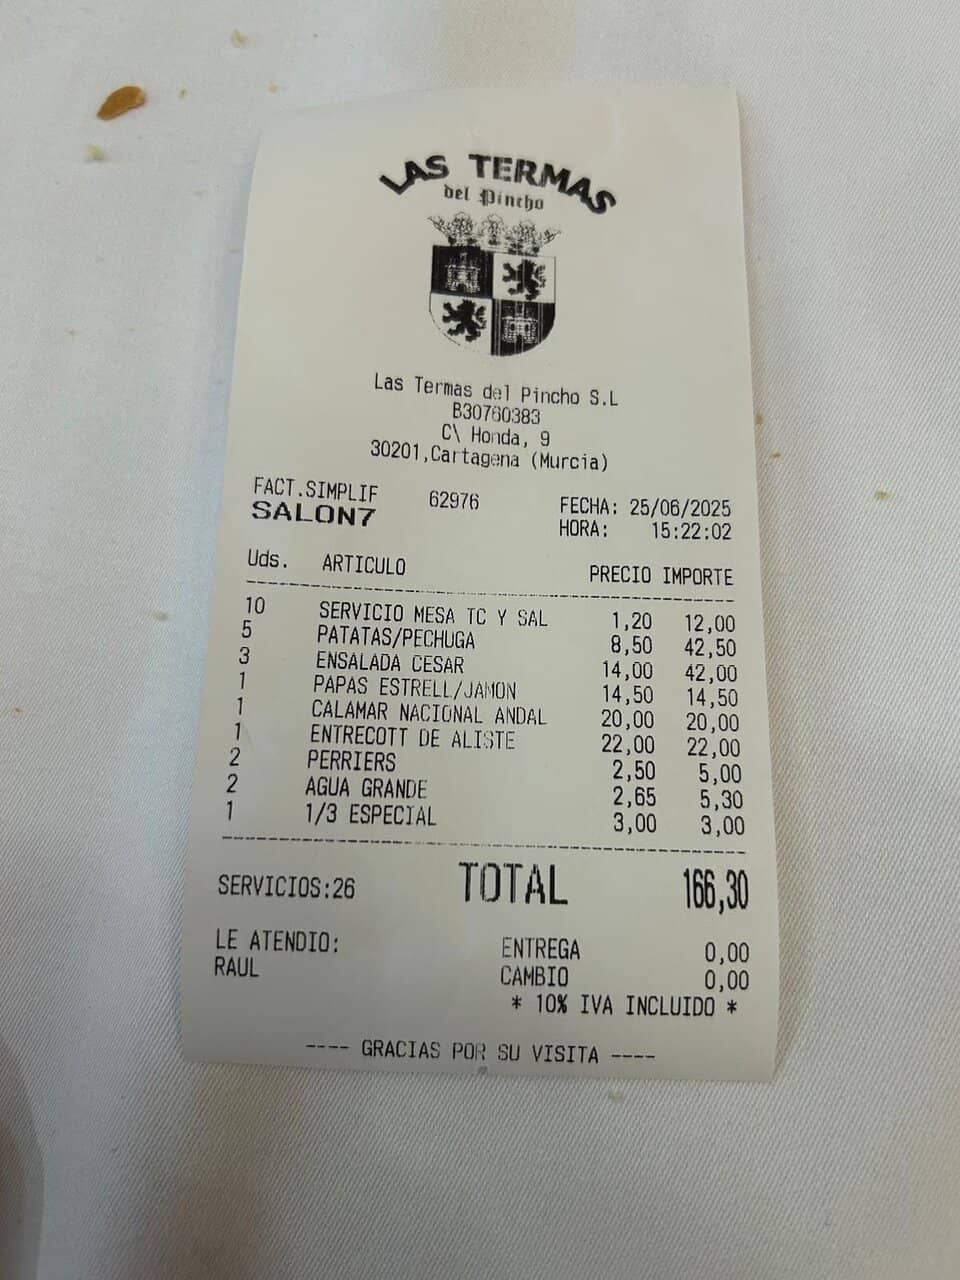 LAS TERMAS
del Pincho
Las Termas del Pincho S.L
B30760383
C\ Honda, 9
30201,Cartagena (Murcia)
FACT.SIMPLIF 62976 FECHA: 25/06/2025
SALON7 HORA: 15:22:02
Uds. ARTICULO PRECIO IMPORTE
10 SERVICIO MESA TC Y SAL 1,20 12,00
5 PATATAS/PECHUGA 8,50 42,50
3 ENSALADA CESAR 14,00 42,00
1 PAPAS ESTRELL/JAMON 14,50 14,50
1 CALAMAR NACIONAL ANDAL 20,00 20,00
1 ENTRECOTT DE ALISTE 22,00 22,00
2 PERRIERS 2,50 5,00
2 AGUA GRANDE 2,65 5,30
1 1/3 ESPECIAL 3,00 3,00
SERVICIOS:26 TOTAL 166,30
LE ATENDIO: ENTREGA 0,00
RAUL CAMBIO 0,00
* 10% IVA INCLUIDO *
---- GRACIAS POR SU VISITA ----